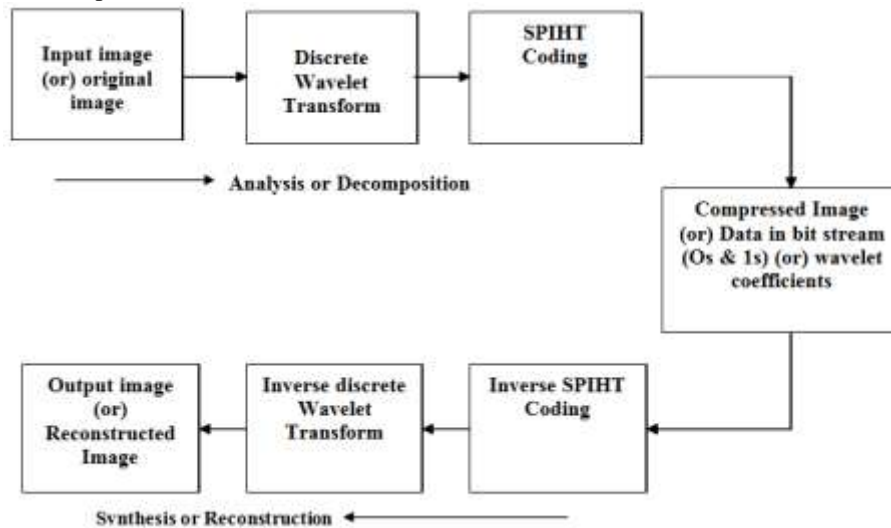 Input image
(or) original
image
Discrete
Wavelet
Transform
SPIHT
Coding
Analysis or Decomposition
Compressed Image
(or) Data in bit stream
(Os & 1s) (or) wavelet
coefficients
Output image
(or)
Reconstructed
Image
Inverse discrete
Wavelet
Transform
Inverse SPIHT
Coding
Synthesis or Reconstruction